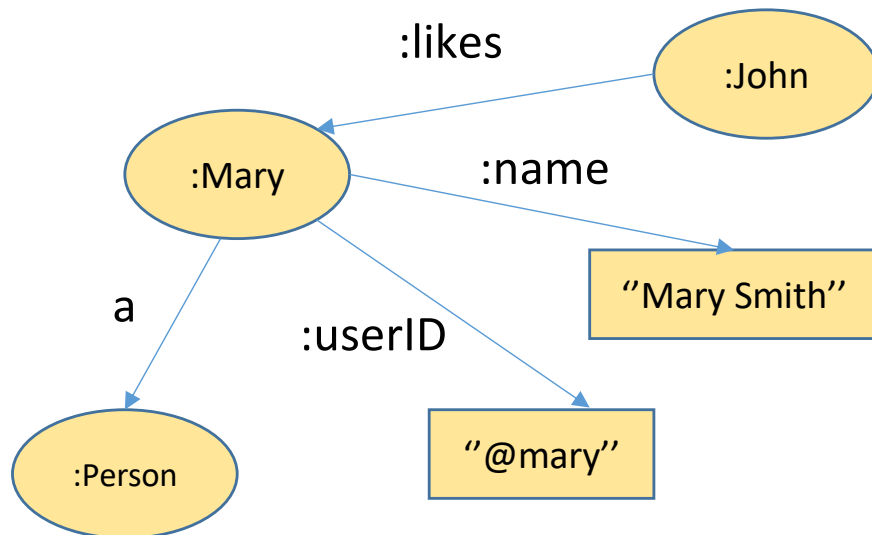 :likes
:John
:Mary
:name
‘’Mary Smith’’
a
:userID
:Person
‘’@mary’’